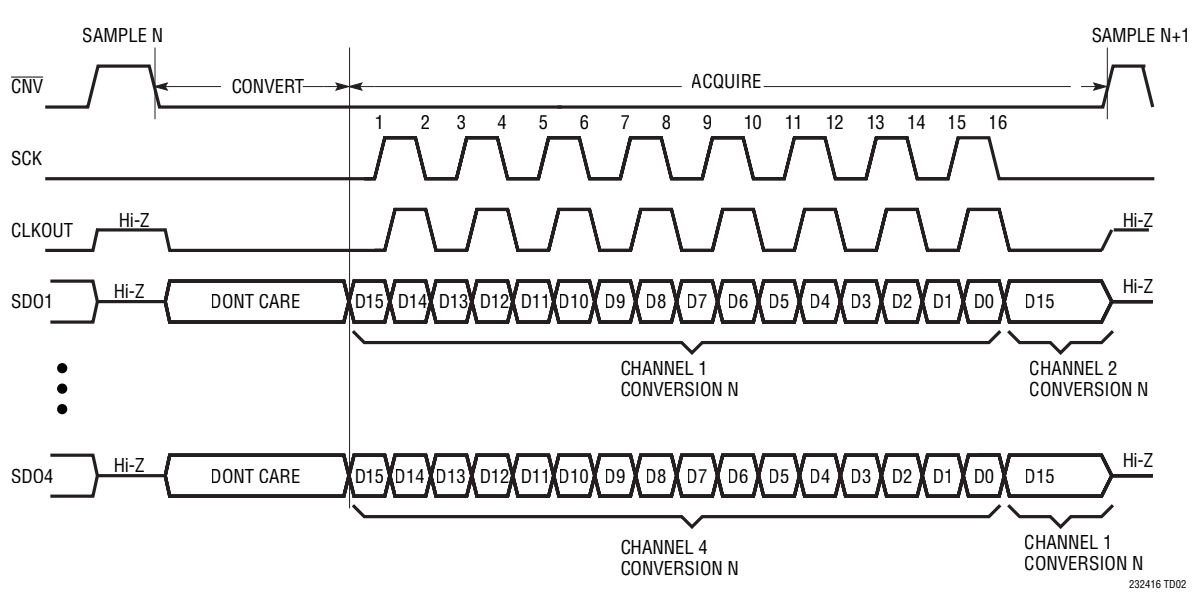 SAMPLE N
SAMPLE N+1
CNV
CONVERT
ACQUIRE
1 2 3 4 5 6 7 8 9 10 11 12 13 14 15 16
SCK
CLKOUT
Hi-Z
Hi-Z
SDO1
Hi-Z
DONT CARE
D15 D14 D13 D12 D11 D10 D9 D8 D7 D6 D5 D4 D3 D2 D1 D0 D15
Hi-Z
CHANNEL 1
CONVERSION N
CHANNEL 2
CONVERSION N
SDO4
Hi-Z
DONT CARE
D15 D14 D13 D12 D11 D10 D9 D8 D7 D6 D5 D4 D3 D2 D1 D0 D15
Hi-Z
CHANNEL 4
CONVERSION N
CHANNEL 1
CONVERSION N
232416 TD02